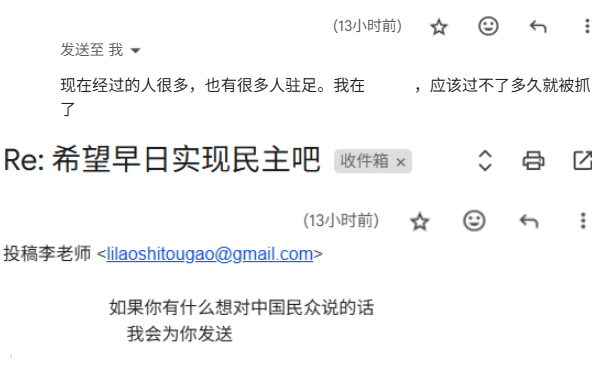 (13小时前)
发送至 我
现在经过的人很多，也有很多人驻足。我在 ，应该过不了多久就被抓
了
Re: 希望早日实现民主吧 收件箱 ×
(13小时前)
投稿李老师 <lilaoshitougao@gmail.com>
如果你有什么想对中国民众说的话
我会为你发送